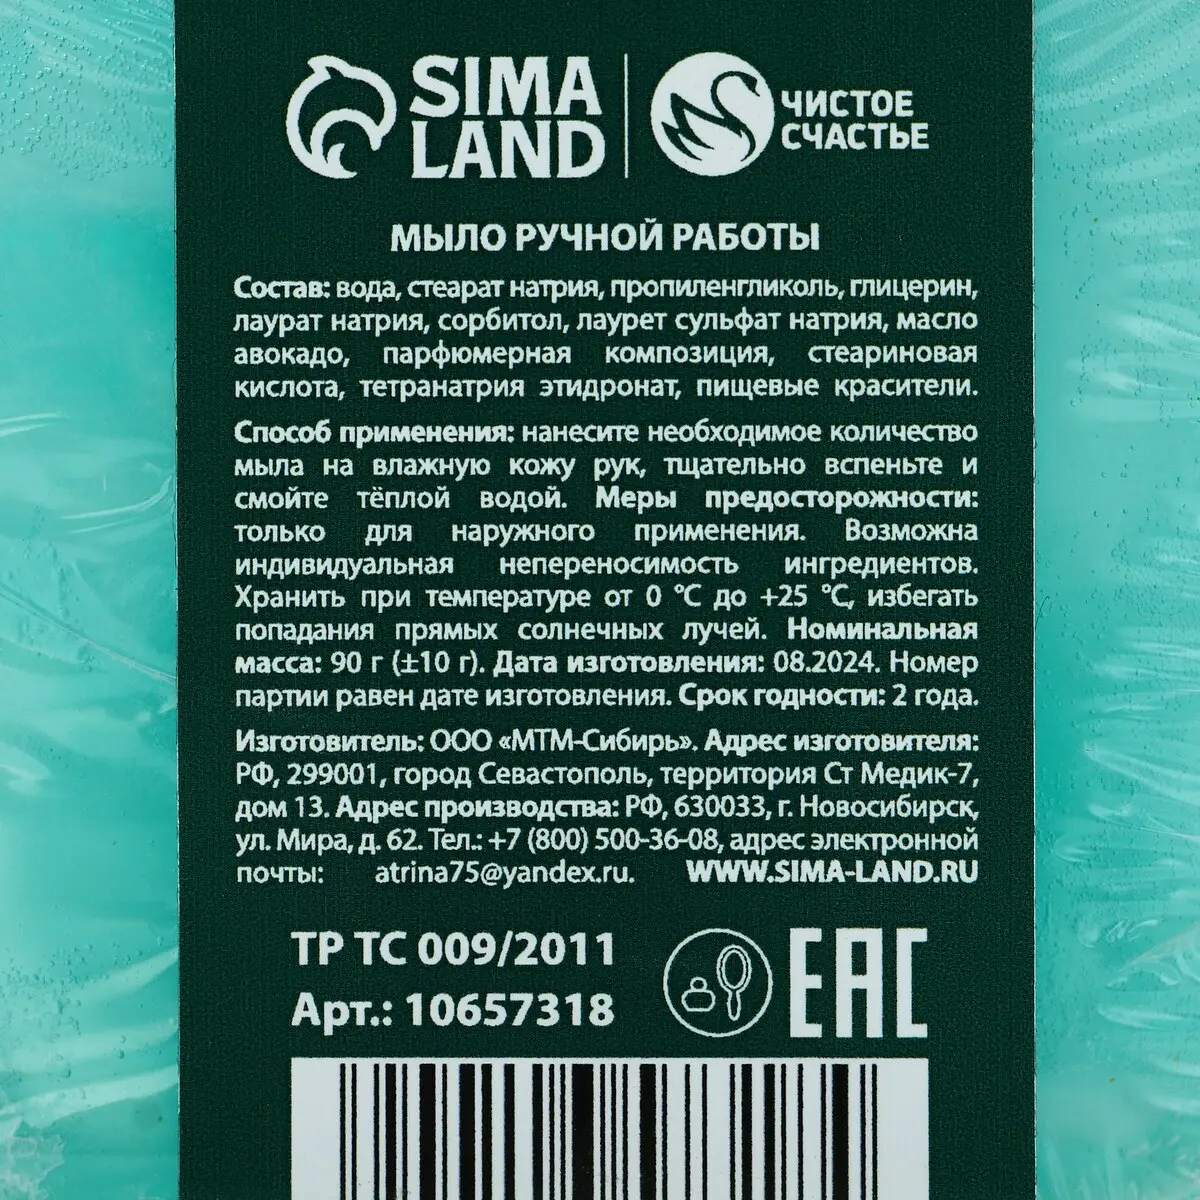 SIMA
LAND
ЧИСТОЕ
СЧАСТЬЕ
МЫЛО РУЧНОЙ РАБОТЫ
Состав: вода, стеарат натрия, пропиленгликоль, глицерин,
лаурат натрия, сорбитол, лаурет сульфат натрия, масло
авокадо, парфюмерная композиция, стеариновая
кислота, тетранатрия этидронат, пищевые красители.
Способ применения: нанесите необходимое количество
мыла на влажную кожу рук, тщательно вспеньте и
смойте тёплой водой. Меры предосторожности:
только для наружного применения. Возможна
индивидуальная непереносимость ингредиентов.
Хранить при температуре от 0 °C до +25 °C, избегать
попадания прямых солнечных лучей. Номинальная
масса: 90 г (±10 г). Дата изготовления: 08.2024. Номер
партии равен дате изготовления. Срок годности: 2 года.
Изготовитель: ООО «МТМ-Сибирь». Адрес изготовителя:
РФ, 299001, город Севастополь, территория Ст Медик-7,
дом 13. Адрес производства: РФ, 630033, г. Новосибирск,
ул. Мира, д. 62. Тел.: +7 (800) 500-36-08, адрес электронной
почты: atrina75@yandex.ru. WWW.SIMA-LAND.RU
ТР ТС 009/2011
Арт.: 10657318
EAC